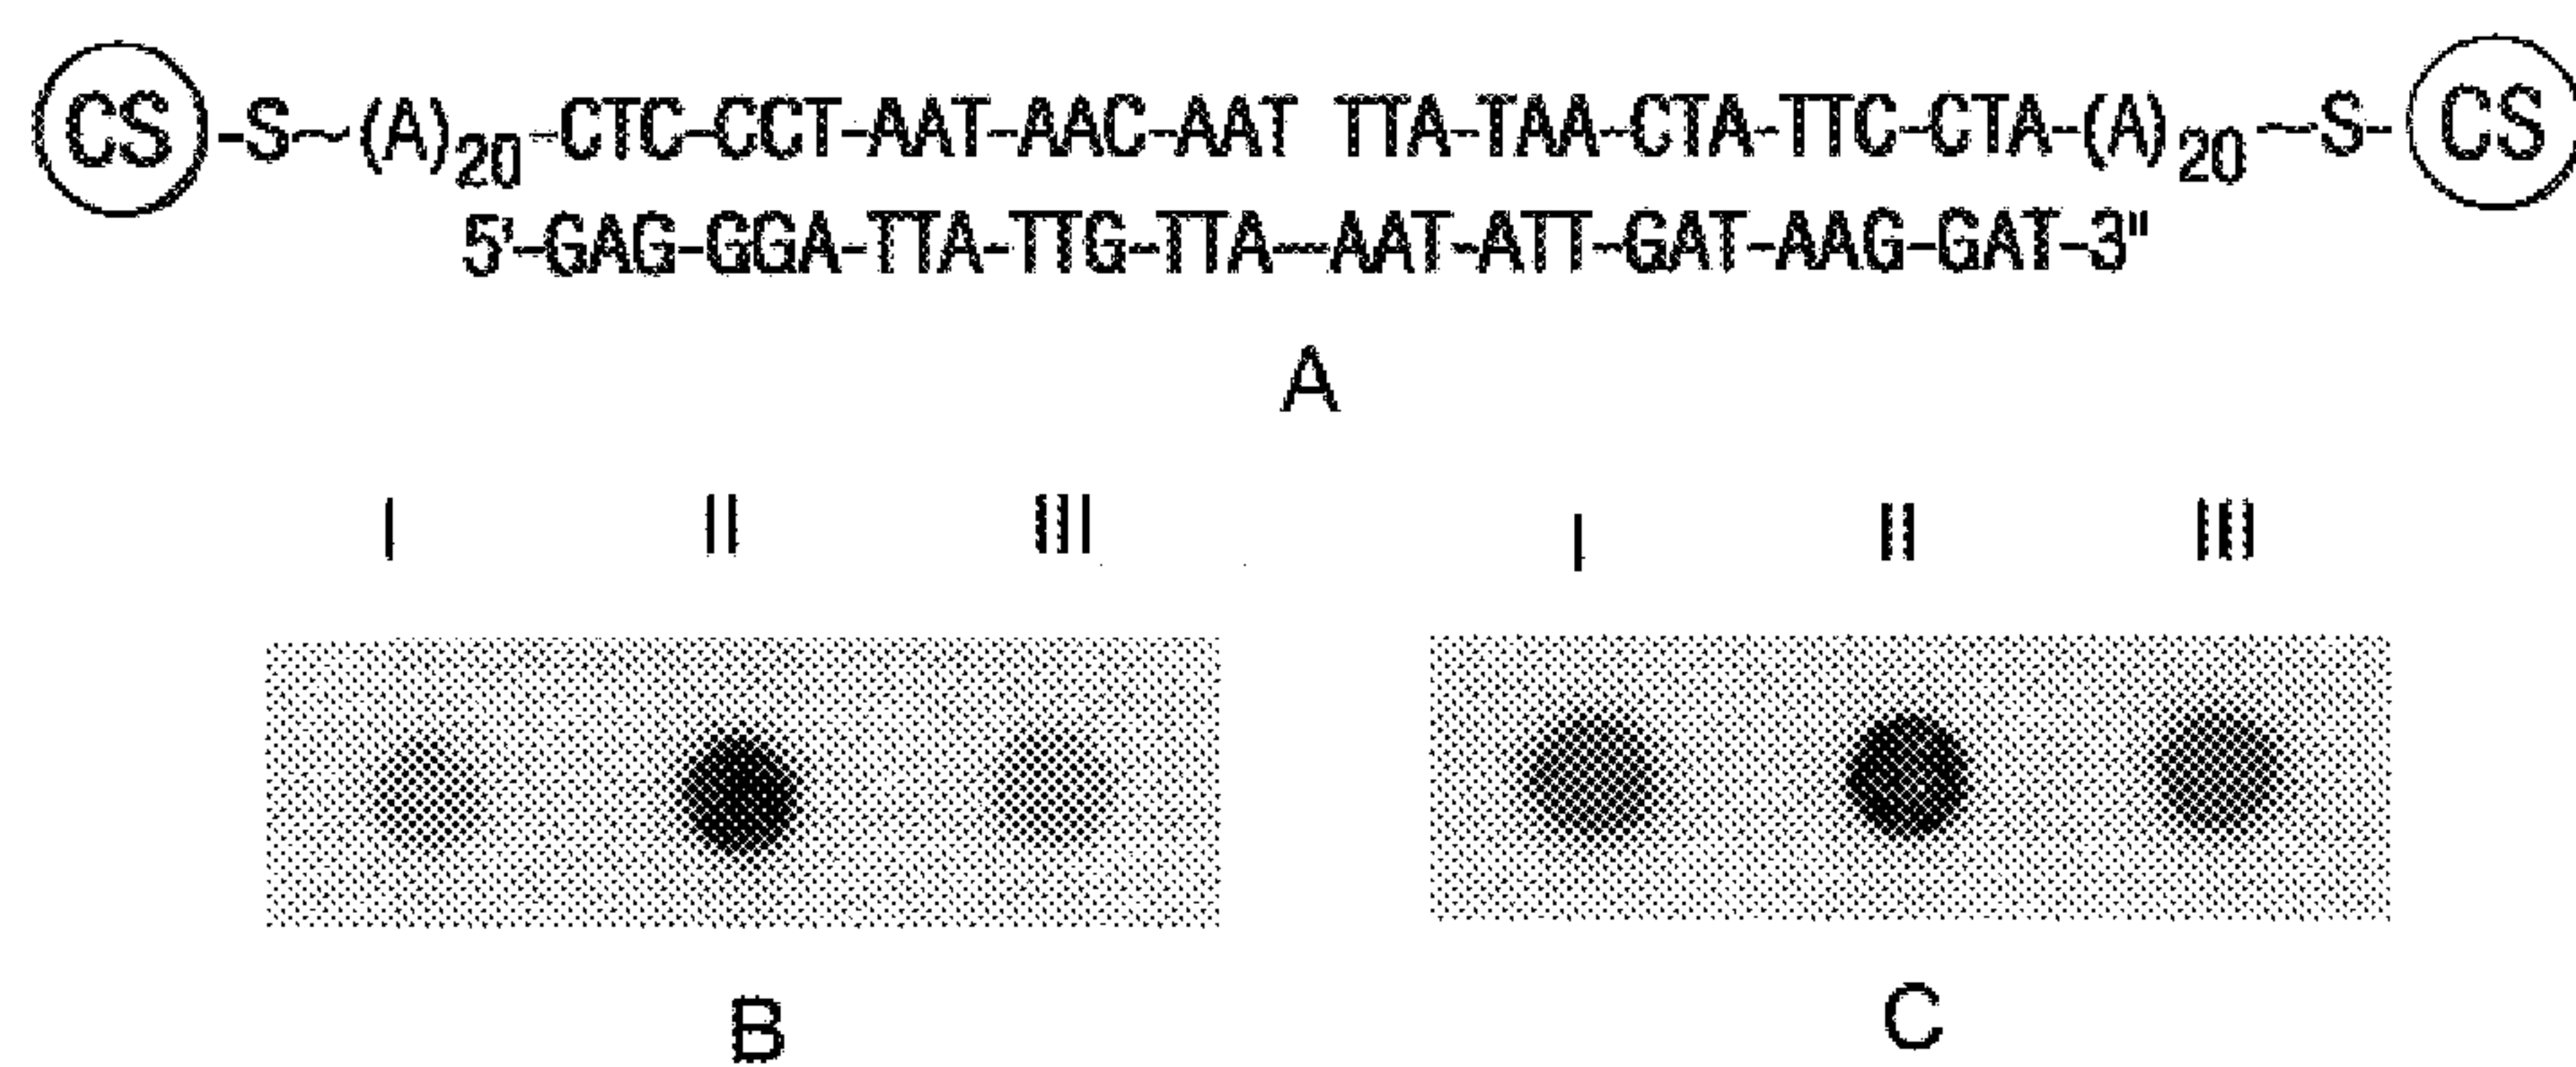 CS -S~(A)20-CTC-CCT-AAT-AAC-AAT TTA-TAA-CTA-TTC-CTA-(A)20~S- CS
5'-GAG-GGA-TTA-TTG-TTA-AAT-ATT-GAT-AAG-GAT-3"
A
I II III I II III
B C